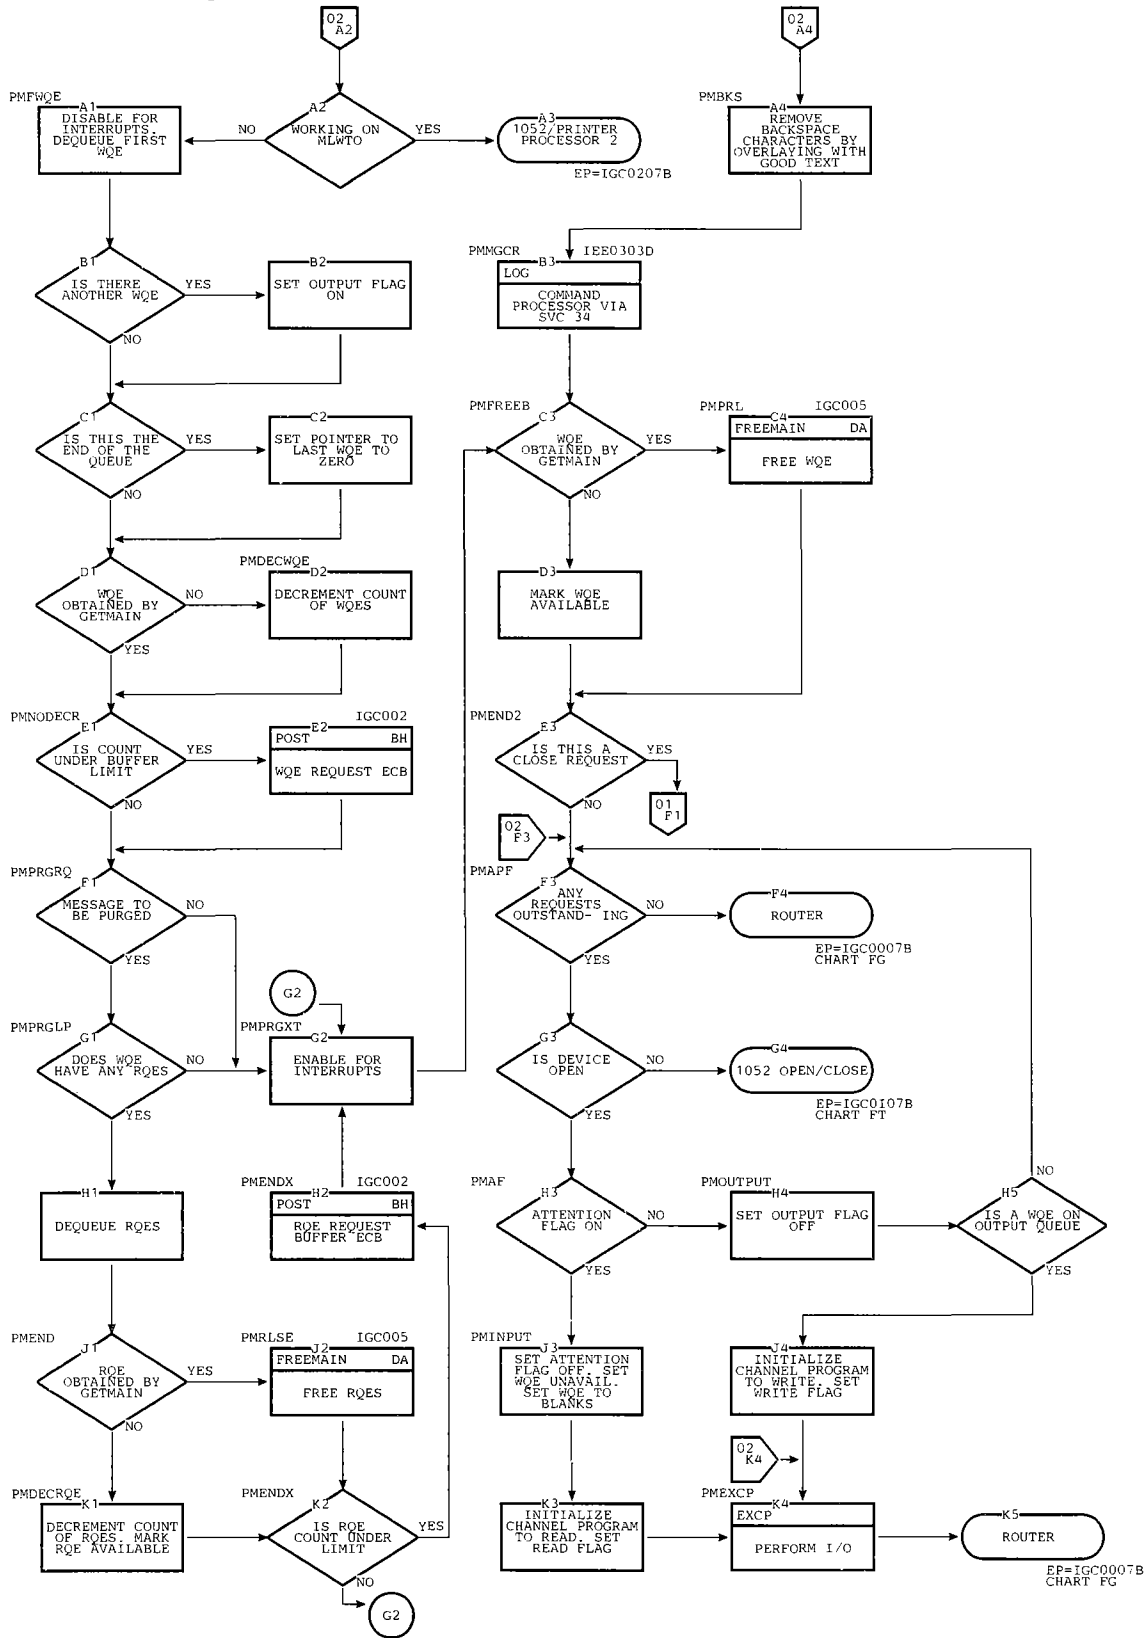 02
A2
02
A4
PMFWQE
A1
DISABLE FOR
INTERRUPTS.
DEQUEUE FIRST
WQE
NO
A2
WORKING ON
MLWTO
YES
A3
1052/PRINTER
PROCESSOR 2
EP=IGC0207B
PMBKS
A4
REMOVE
BACKSPACE
CHARACTERS BY
OVERLAYING WITH
GOOD TEXT
B1
IS THERE
ANOTHER WQE
YES
NO
B2
SET OUTPUT FLAG
ON
PMMGCR
IEE0303D
B3
LOG
COMMAND
PROCESSOR VIA
SVC 34
C1
IS THIS THE
END OF THE
QUEUE
YES
NO
C2
SET POINTER TO
LAST WQE TO
ZERO
PMFREEB
C3
WQE
OBTAINED BY
GETMAIN
YES
NO
PMPRL
IGC005
C4
FREEMAIN DA
FREE WQE
D1
WQE
OBTAINED BY
GETMAIN
NO
YES
PMDECWQE
D2
DECREMENT COUNT
OF WQES
D3
MARK WQE
AVAILABLE
PMNODECR
E1
IS COUNT
UNDER BUFFER
LIMIT
YES
NO
IGC002
E2
POST BH
WQE REQUEST ECB
PMEND2
E3
IS THIS A
CLOSE REQUEST
YES
NO
01
F1
02
F3
PMPRGRQ
F1
MESSAGE TO
BE PURGED
NO
YES
PMAPF
F3
ANY
REQUESTS
OUTSTAND- ING
NO
YES
F4
ROUTER
EP=IGC0007B
CHART FG
G2
PMPRGLP
G1
DOES WQE
HAVE ANY RQES
NO
YES
PMPRGXT
G2
ENABLE FOR
INTERRUPTS
G3
IS DEVICE
OPEN
NO
YES
G4
1052 OPEN/CLOSE
EP=IGC0107B
CHART FT
H1
DEQUEUE RQES
PMENDX
IGC002
H2
POST BH
RQE REQUEST
BUFFER ECB
PMAF
H3
ATTENTION
FLAG ON
NO
YES
PMOUTPUT
H4
SET OUTPUT FLAG
OFF
NO
H5
IS A WQE ON
OUTPUT QUEUE
YES
PMEND
J1
RQE
OBTAINED BY
GETMAIN
YES
NO
PMRLSE
IGC005
J2
FREEMAIN DA
FREE RQES
PMINPUT
J3
SET ATTENTION
FLAG OFF. SET
WQE UNAVAIL.
SET WQE TO
BLANKS
J4
INITIALIZE
CHANNEL PROGRAM
TO WRITE. SET
WRITE FLAG
02
K4
PMDECRQE
K1
DECREMENT COUNT
OF RQES. MARK
RQE AVAILABLE
PMENDX
K2
IS RQE
COUNT UNDER
LIMIT
YES
NO
G2
K3
INITIALIZE
CHANNEL PROGRAM
TO READ. SET
READ FLAG
PMEXCP
K4
EXCP
PERFORM I/O
K5
ROUTER
EP=IGC0007B
CHART FG